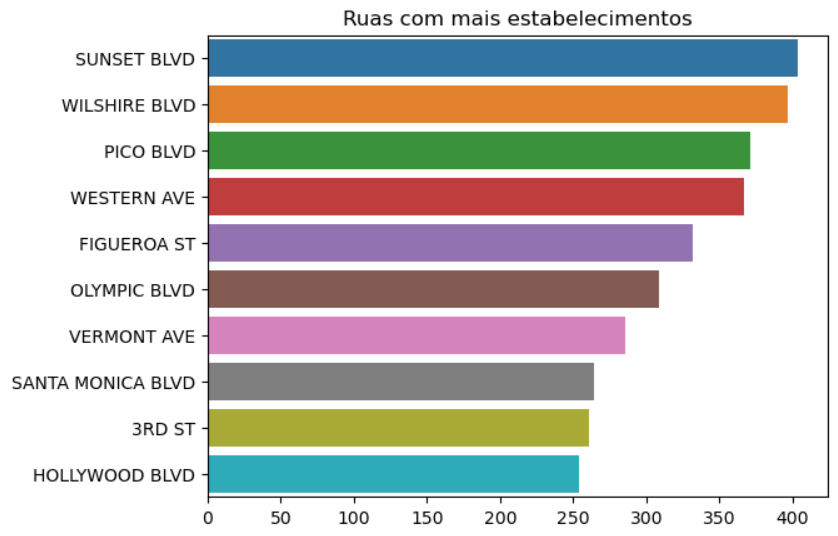 Ruas com mais estabelecimentos
SUNSET BLVD
WILSHIRE BLVD
PICO BLVD
WESTERN AVE
FIGUEROA ST
OLYMPIC BLVD
VERMONT AVE
SANTA MONICA BLVD
3RD ST
HOLLYWOOD BLVD
0 50 100 150 200 250 300 350 400